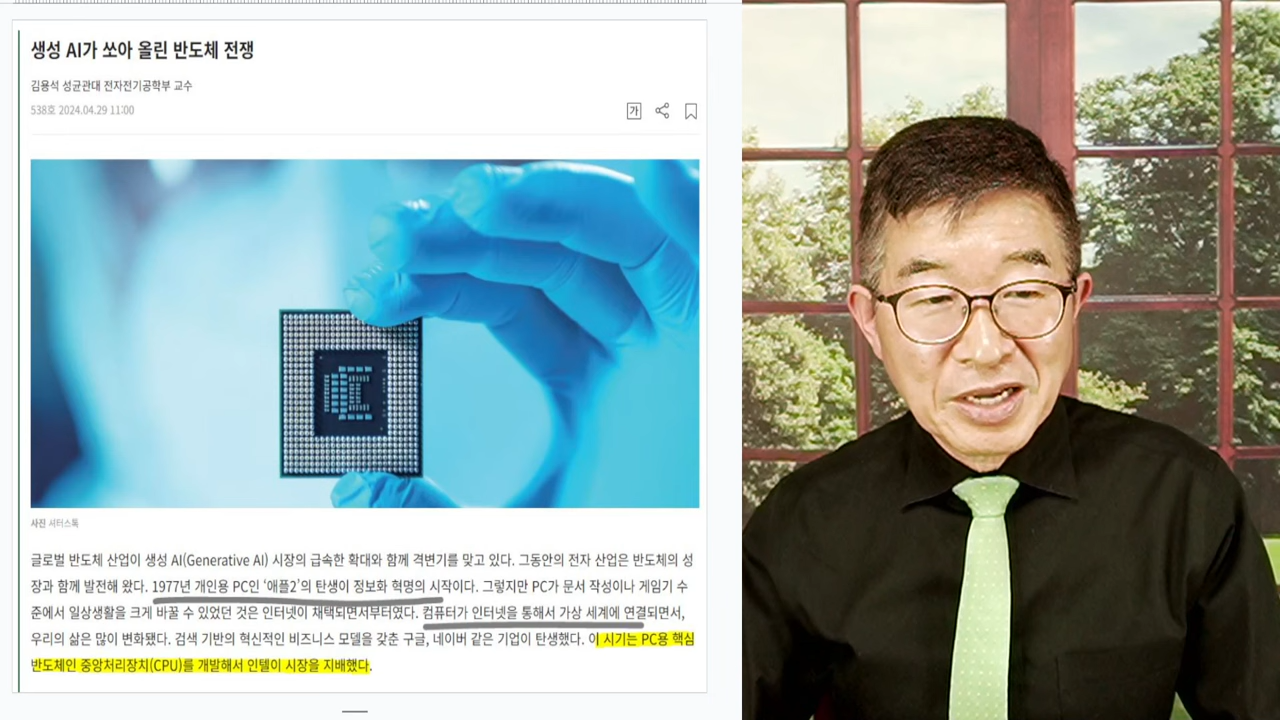 생성 AI가 쏘아 올린 반도체 전쟁
김용석 성균관대 전자전기공학부 교수
538호 2024.04.29 11:00
가
사진 셔터스톡
글로벌 반도체 산업이 생성 AI(Generative AI) 시장의 급속한 확대와 함께 격변기를 맞고 있다. 그동안의 전자 산업은 반도체의 성
장과 함께 발전해 왔다. 1977년 개인용 PC인 ‘애플2’의 탄생이 정보화 혁명의 시작이다. 그렇지만 PC가 문서 작성이나 게임기 수
준에서 일상생활을 크게 바꿀 수 있었던 것은 인터넷이 채택되면서부터였다. 컴퓨터가 인터넷을 통해서 가상 세계에 연결되면서,
우리의 삶은 많이 변화됐다. 검색 기반의 혁신적인 비즈니스 모델을 갖춘 구글, 네이버 같은 기업이 탄생했다. 이 시기는 PC용 핵심
반도체인 중앙처리장치(CPU)를 개발해서 인텔이 시장을 지배했다.